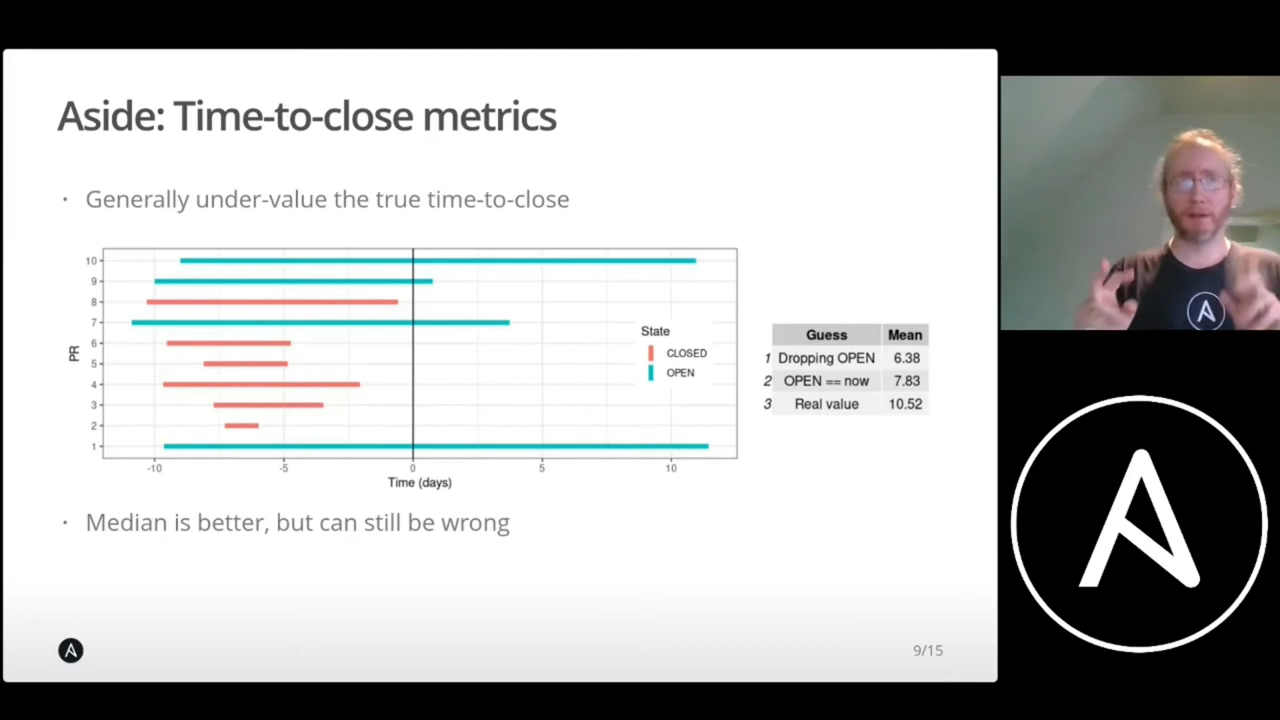 Aside: Time-to-close metrics
· Generally under-value the true time-to-close
10
9
8
7
6
5
4
3
2
1
PR
-10 -5 0 5 10
Time (days)
State
CLOSED
OPEN
Guess Mean
1 Dropping OPEN 6.38
2 OPEN == now 7.83
3 Real value 10.52
· Median is better, but can still be wrong
9/15